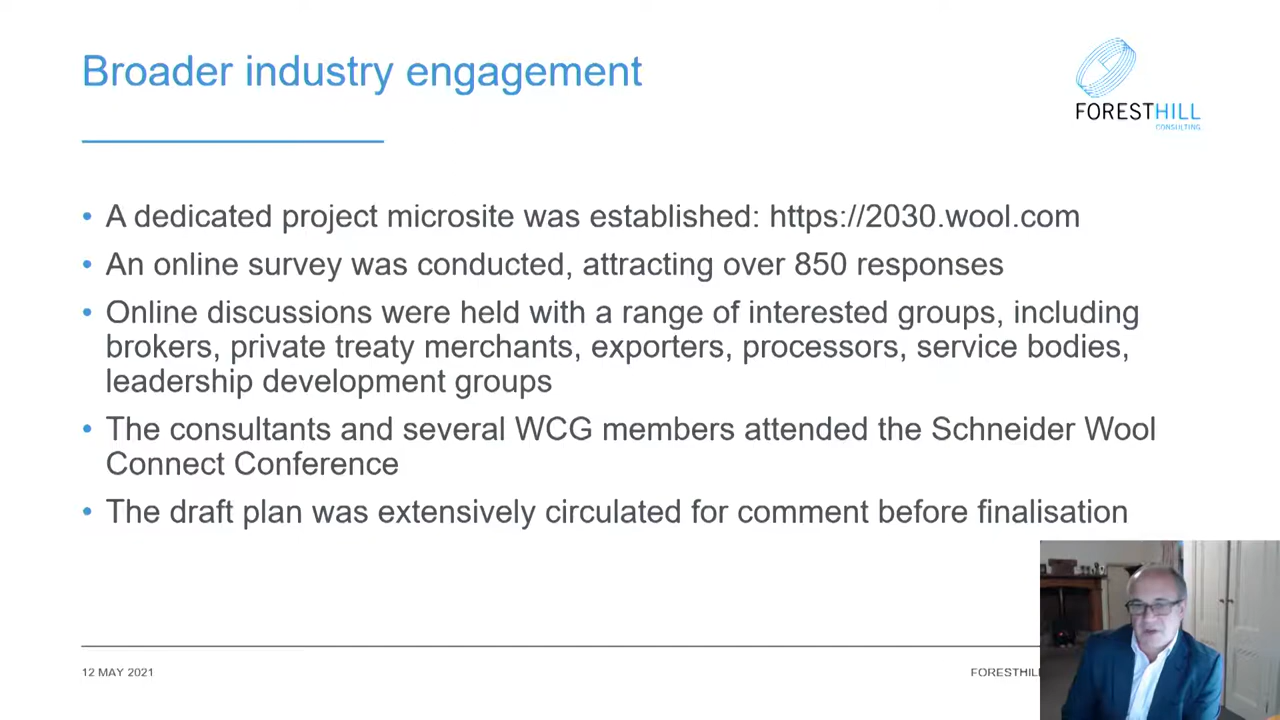 Broader industry engagement
FORESTHILL
CONSULTING
• A dedicated project microsite was established: https://2030.wool.com
• An online survey was conducted, attracting over 850 responses
• Online discussions were held with a range of interested groups, including
brokers, private treaty merchants, exporters, processors, service bodies,
leadership development groups
• The consultants and several WCG members attended the Schneider Wool
Connect Conference
• The draft plan was extensively circulated for comment before finalisation
12 MAY 2021
FORESTHILL